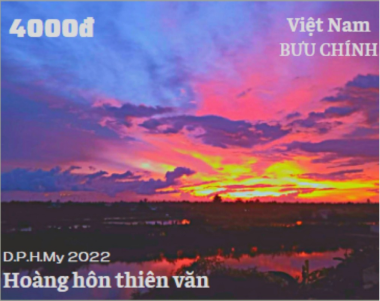 4000đ
Việt Nam
BƯU CHÍNH
D.P.H.My 2022
Hoàng hôn thiên văn